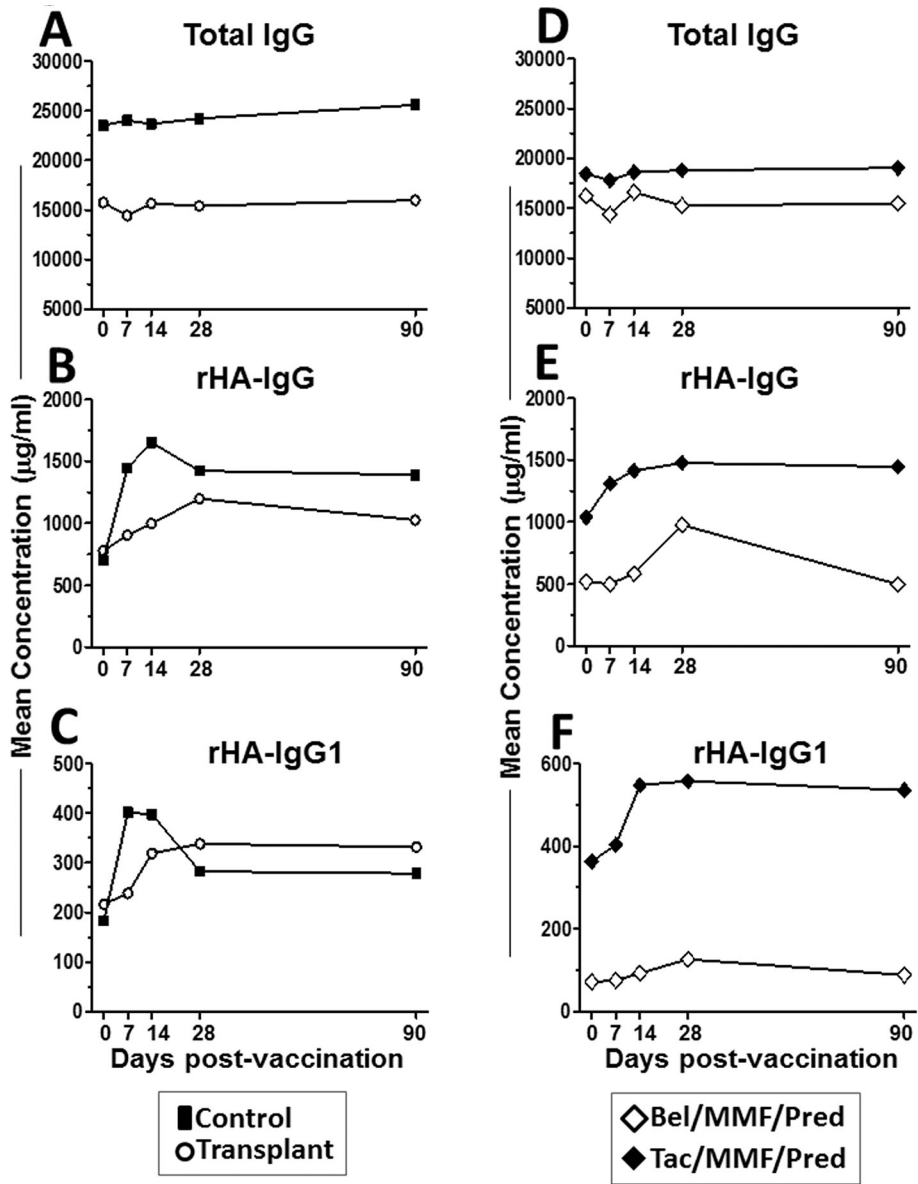 A
Total IgG
30000
25000
20000
15000
10000
5000
0 7 14 28 90
B
rHA-IgG
2000
1500
1000
500
0
0 7 14 28 90
C
rHA-IgG1
500
400
300
200
100
0
0 7 14 28 90
Days post-vaccination
Mean Concentration (µg/ml)
Control
Transplant
D
Total IgG
30000
25000
20000
15000
10000
5000
0 7 14 28 90
E
rHA-IgG
2000
1500
1000
500
0
0 7 14 28 90
F
rHA-IgG1
600
400
200
0
0 7 14 28 90
Days post-vaccination
Mean Concentration (µg/ml)
Bel/MMF/Pred
Tac/MMF/Pred